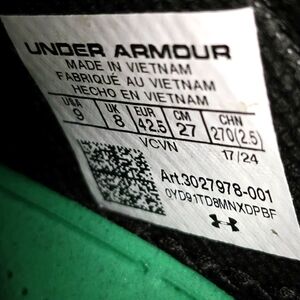 UNDER ARMOUR
MADE IN VIETNAM
FABRIQUÉ AU VIETNAM
HECHO EN VIETNAM
USA UK EUR CM CHN
9 8 42.5 27 270(2.5)
VCVN 17/24
Art.3027978-001
0YD91TD8MNXDPBF